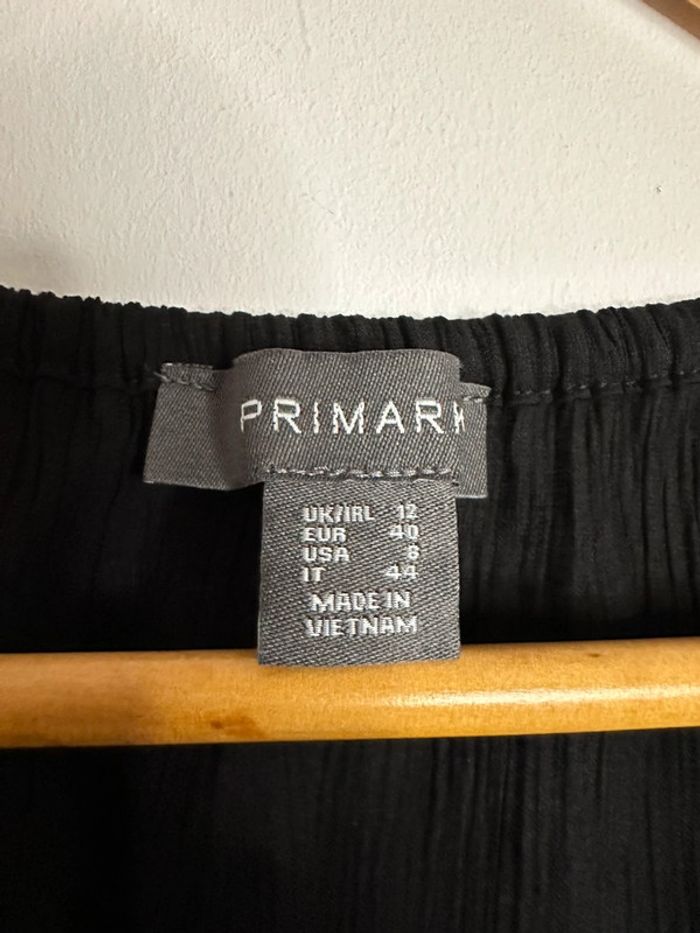 PRIMARK
UK/IRL 12
EUR 40
USA 8
IT 44
MADE IN
VIETNAM